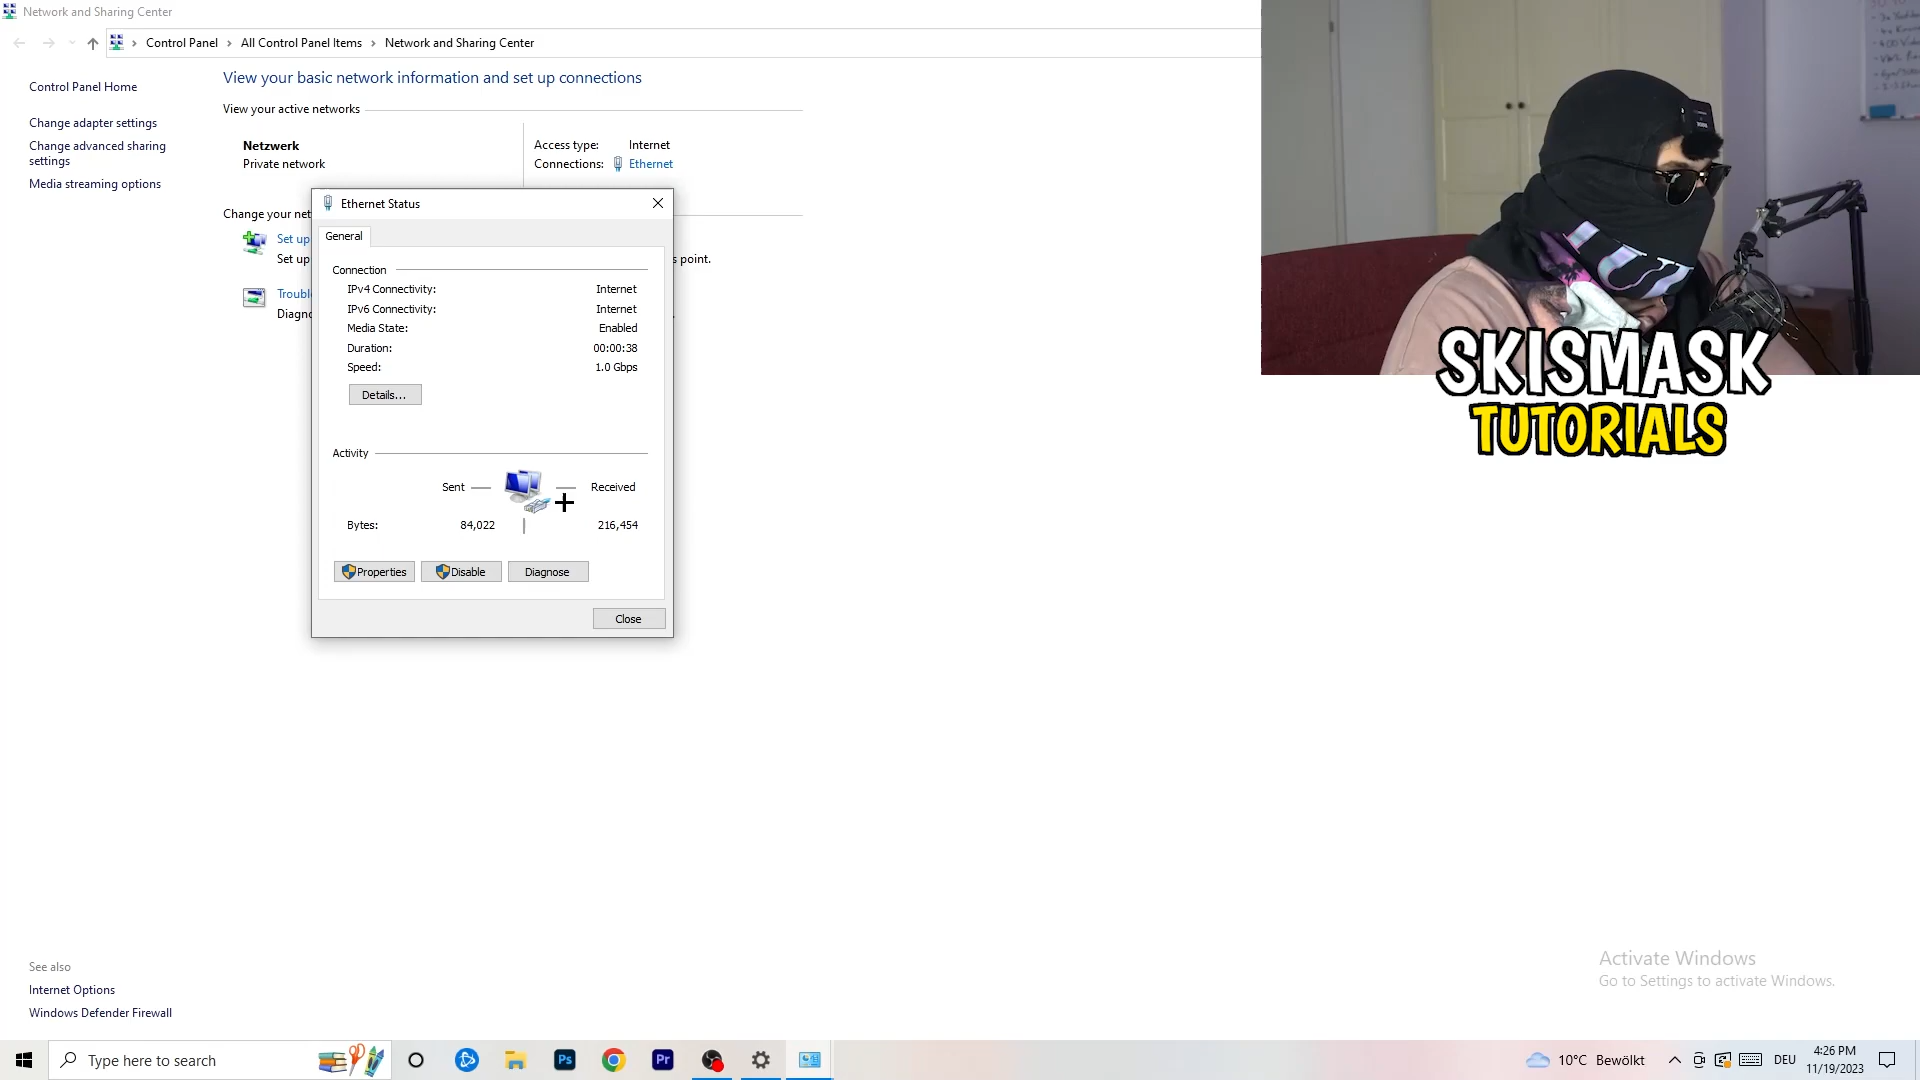 Network and Sharing Center
Control Panel > All Control Panel Items > Network and Sharing Center
Control Panel Home
Change adapter settings
Change advanced sharing
settings
Media streaming options
View your basic network information and set up connections
View your active networks
Netzwerk
Private network
Access type: Internet
Connections: Ethernet
Change your net
Set up
Set up
s point.
Troubl
Diagno
Ethernet Status
General
Connection
IPv4 Connectivity: Internet
IPv6 Connectivity: Internet
Media State: Enabled
Duration: 00:00:38
Speed: 1.0 Gbps
Details...
Activity
Sent Received
Bytes: 84,022 216,454
Properties Disable Diagnose
Close
SKISMASK
TUTORIALS
See also
Internet Options
Windows Defender Firewall
Activate Windows
Go to Settings to activate Windows.
Type here to search
Ps
Pr
10°C Bewölkt
DEU
4:26 PM
11/19/2023